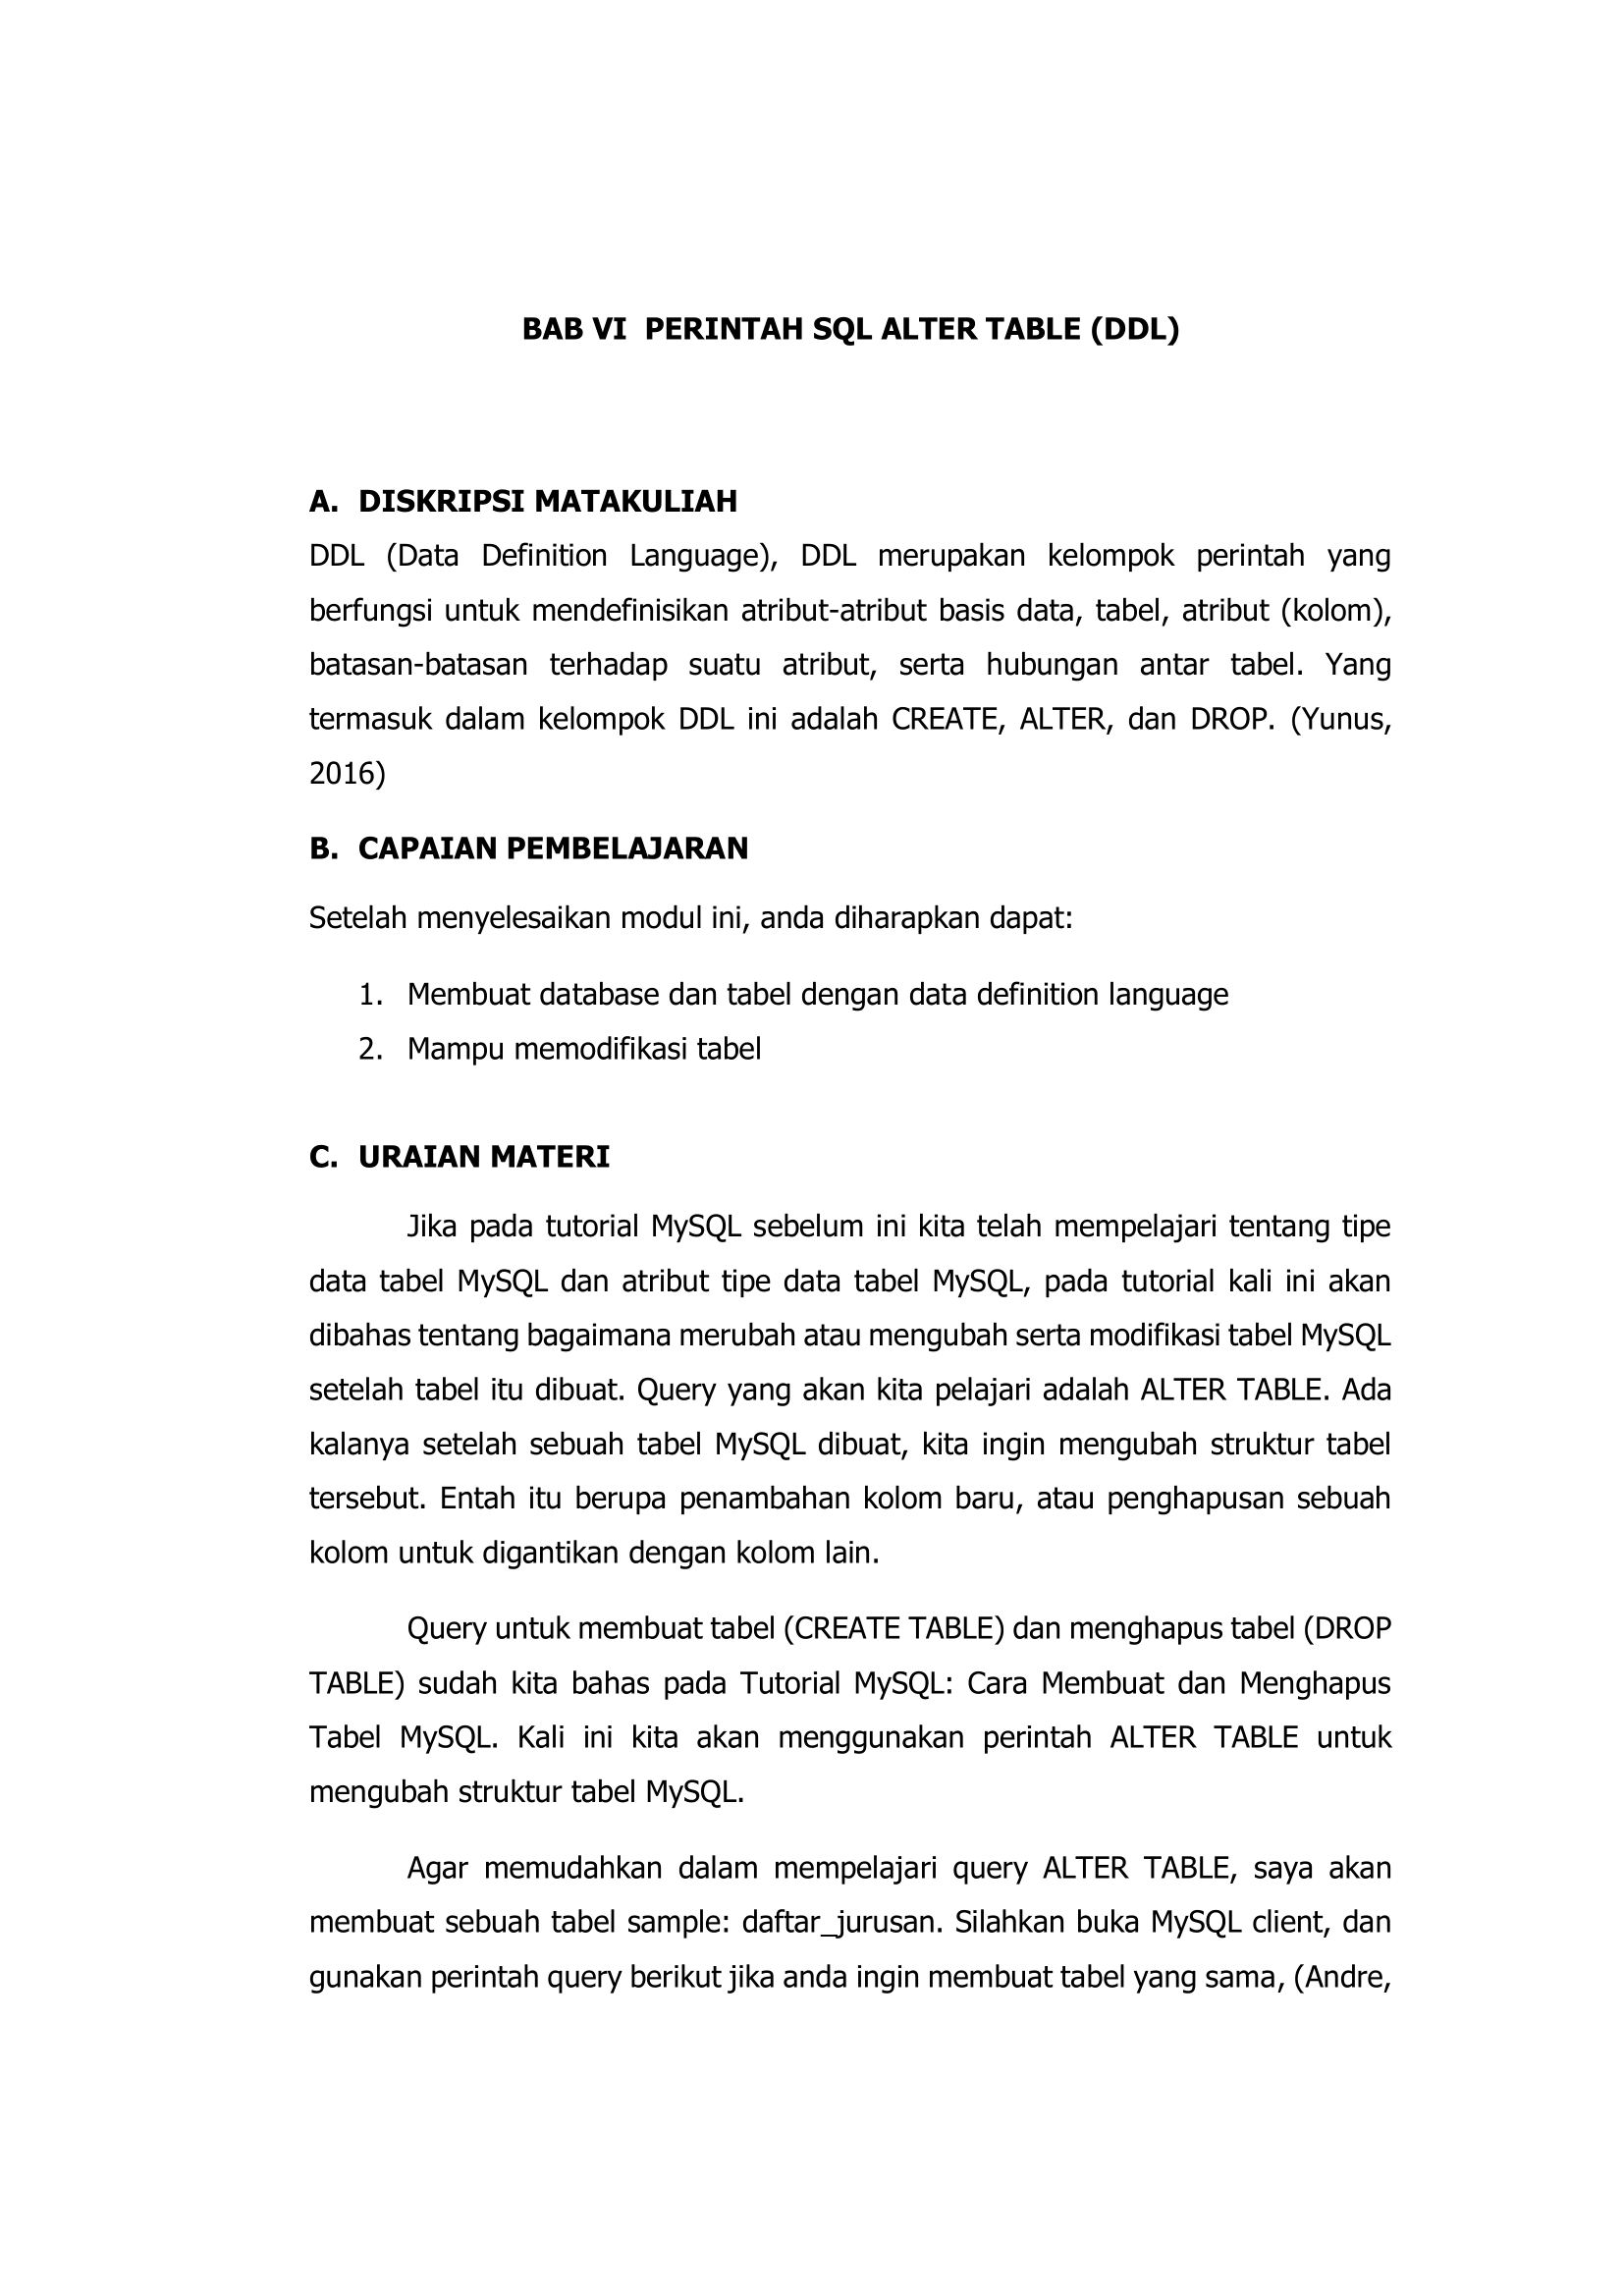 BAB VI  PERINTAH SQL ALTER TABLE (DDL)
A. DISKRIPSI MATAKULIAH
DDL (Data Definition Language), DDL merupakan kelompok perintah yang
berfungsi untuk mendefinisikan atribut-atribut basis data, tabel, atribut (kolom),
batasan-batasan terhadap suatu atribut, serta hubungan antar tabel. Yang
termasuk dalam kelompok DDL ini adalah CREATE, ALTER, dan DROP. (Yunus,
2016)
B. CAPAIAN PEMBELAJARAN
Setelah menyelesaikan modul ini, anda diharapkan dapat:
1. Membuat database dan tabel dengan data definition language
2. Mampu memodifikasi tabel
C. URAIAN MATERI
Jika pada tutorial MySQL sebelum ini kita telah mempelajari tentang tipe
data tabel MySQL dan atribut tipe data tabel MySQL, pada tutorial kali ini akan
dibahas tentang bagaimana merubah atau mengubah serta modifikasi tabel MySQL
setelah tabel itu dibuat. Query yang akan kita pelajari adalah ALTER TABLE. Ada
kalanya setelah sebuah tabel MySQL dibuat, kita ingin mengubah struktur tabel
tersebut. Entah itu berupa penambahan kolom baru, atau penghapusan sebuah
kolom untuk digantikan dengan kolom lain.
Query untuk membuat tabel (CREATE TABLE) dan menghapus tabel (DROP
TABLE) sudah kita bahas pada Tutorial MySQL: Cara Membuat dan Menghapus
Tabel MySQL. Kali ini kita akan menggunakan perintah ALTER TABLE untuk
mengubah struktur tabel MySQL.
Agar memudahkan dalam mempelajari query ALTER TABLE, saya akan
membuat sebuah tabel sample: daftar_jurusan. Silahkan buka MySQL client, dan
gunakan perintah query berikut jika anda ingin membuat tabel yang sama, (Andre,